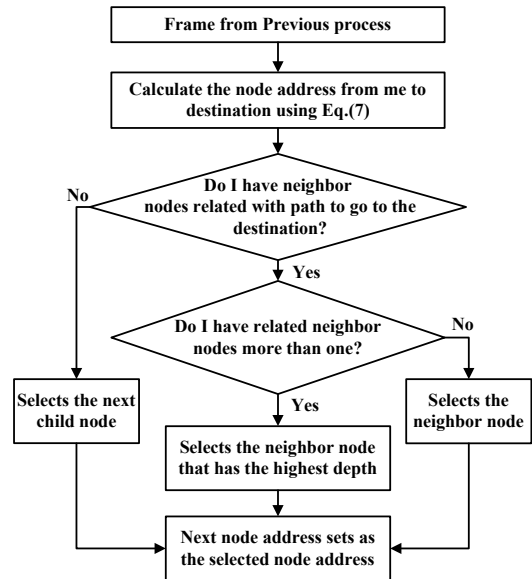 Frame from Previous process
Calculate the node address from me to
destination using Eq.(7)
No
Do I have neighbor
nodes related with path to go to the
destination?
Yes
Do I have related neighbor
nodes more than one?
No
Selects the next
child node
Yes
Selects the
neighbor node
Selects the neighbor node
that has the highest depth
Next node address sets as
the selected node address